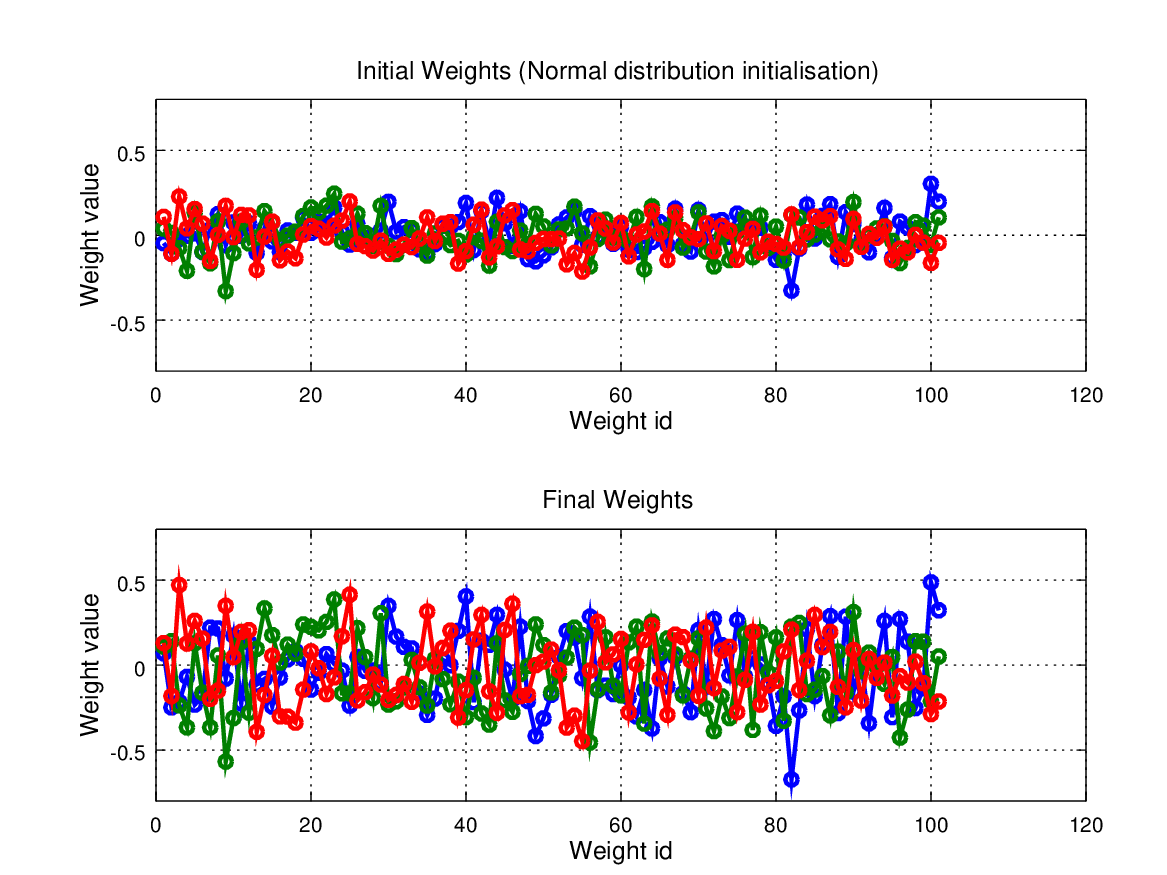 Initial Weights (Normal distribution initialisation)
Weight value
0.5
0
-0.5
0 20 40 60 80 100 120
Weight id
Final Weights
Weight value
0.5
0
-0.5
0 20 40 60 80 100 120
Weight id